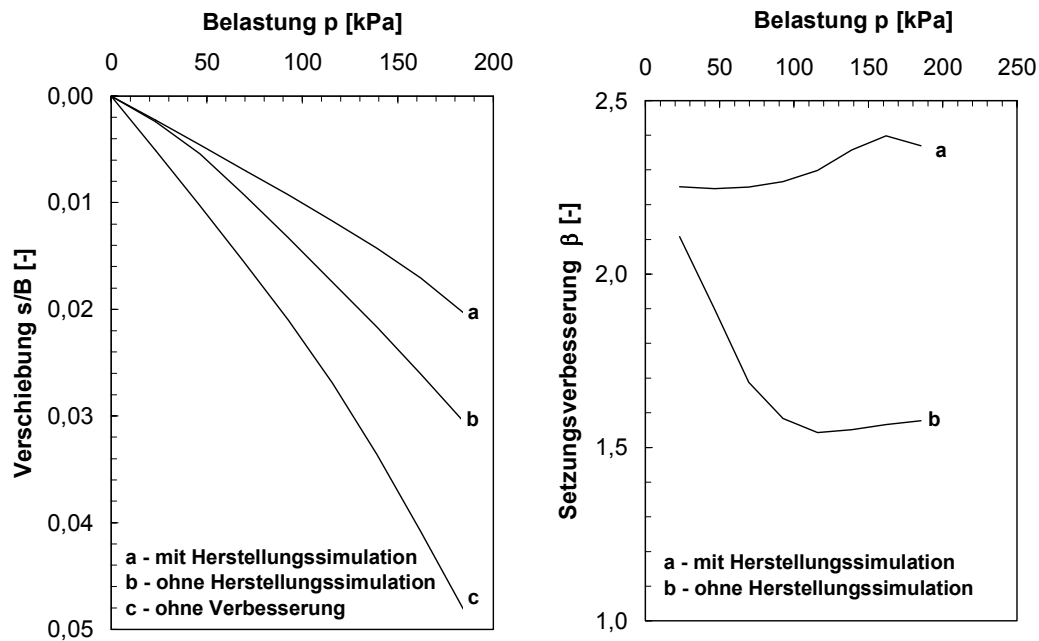 Belastung p [kPa]
0 50 100 150 200
Verschiebung s/B [-]
0,00
0,01
0,02
0,03
0,04
0,05
a
b
c
a - mit Herstellungssimulation
b - ohne Herstellungssimulation
c - ohne Verbesserung
Belastung p [kPa]
0 50 100 150 200 250
Setzungsverbesserung β [-]
2,5
2,0
1,5
1,0
a
b
a - mit Herstellungssimulation
b - ohne Herstellungssimulation